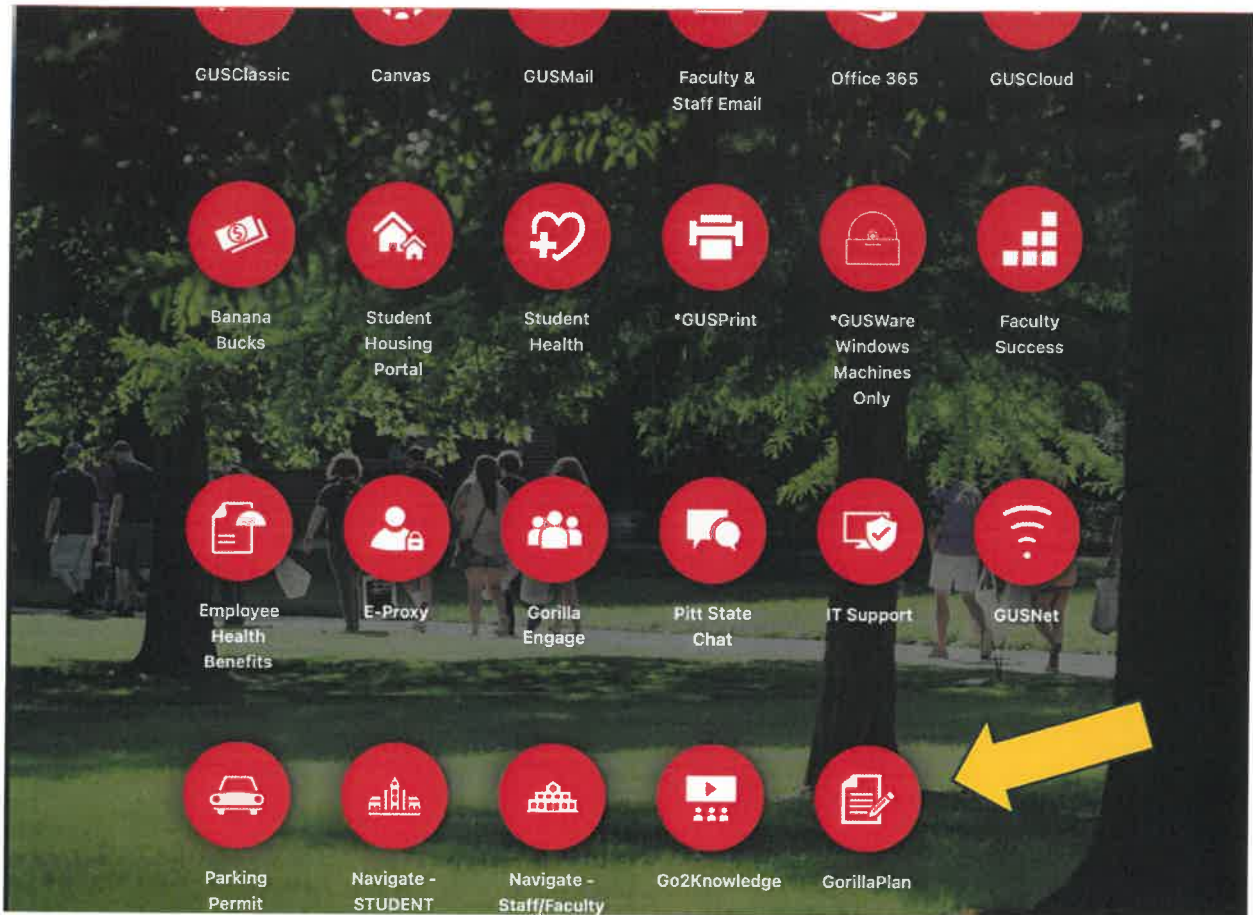 GUSClassic
Canvas
GUSMail
Faculty &
Staff Email
Office 365
GUSCloud
Banana
Bucks
Student
Housing
Portal
Student
Health
*GUSPrint
*GUSWare
Windows
Machines
Only
Faculty
Success
Employee
Health
Benefits
E-Proxy
Gorilla
Engage
Pitt State
Chat
IT Support
GUSNet
Parking
Permit
Navigate -
STUDENT
Navigate -
Staff/Faculty
Go2Knowledge
GorillaPlan